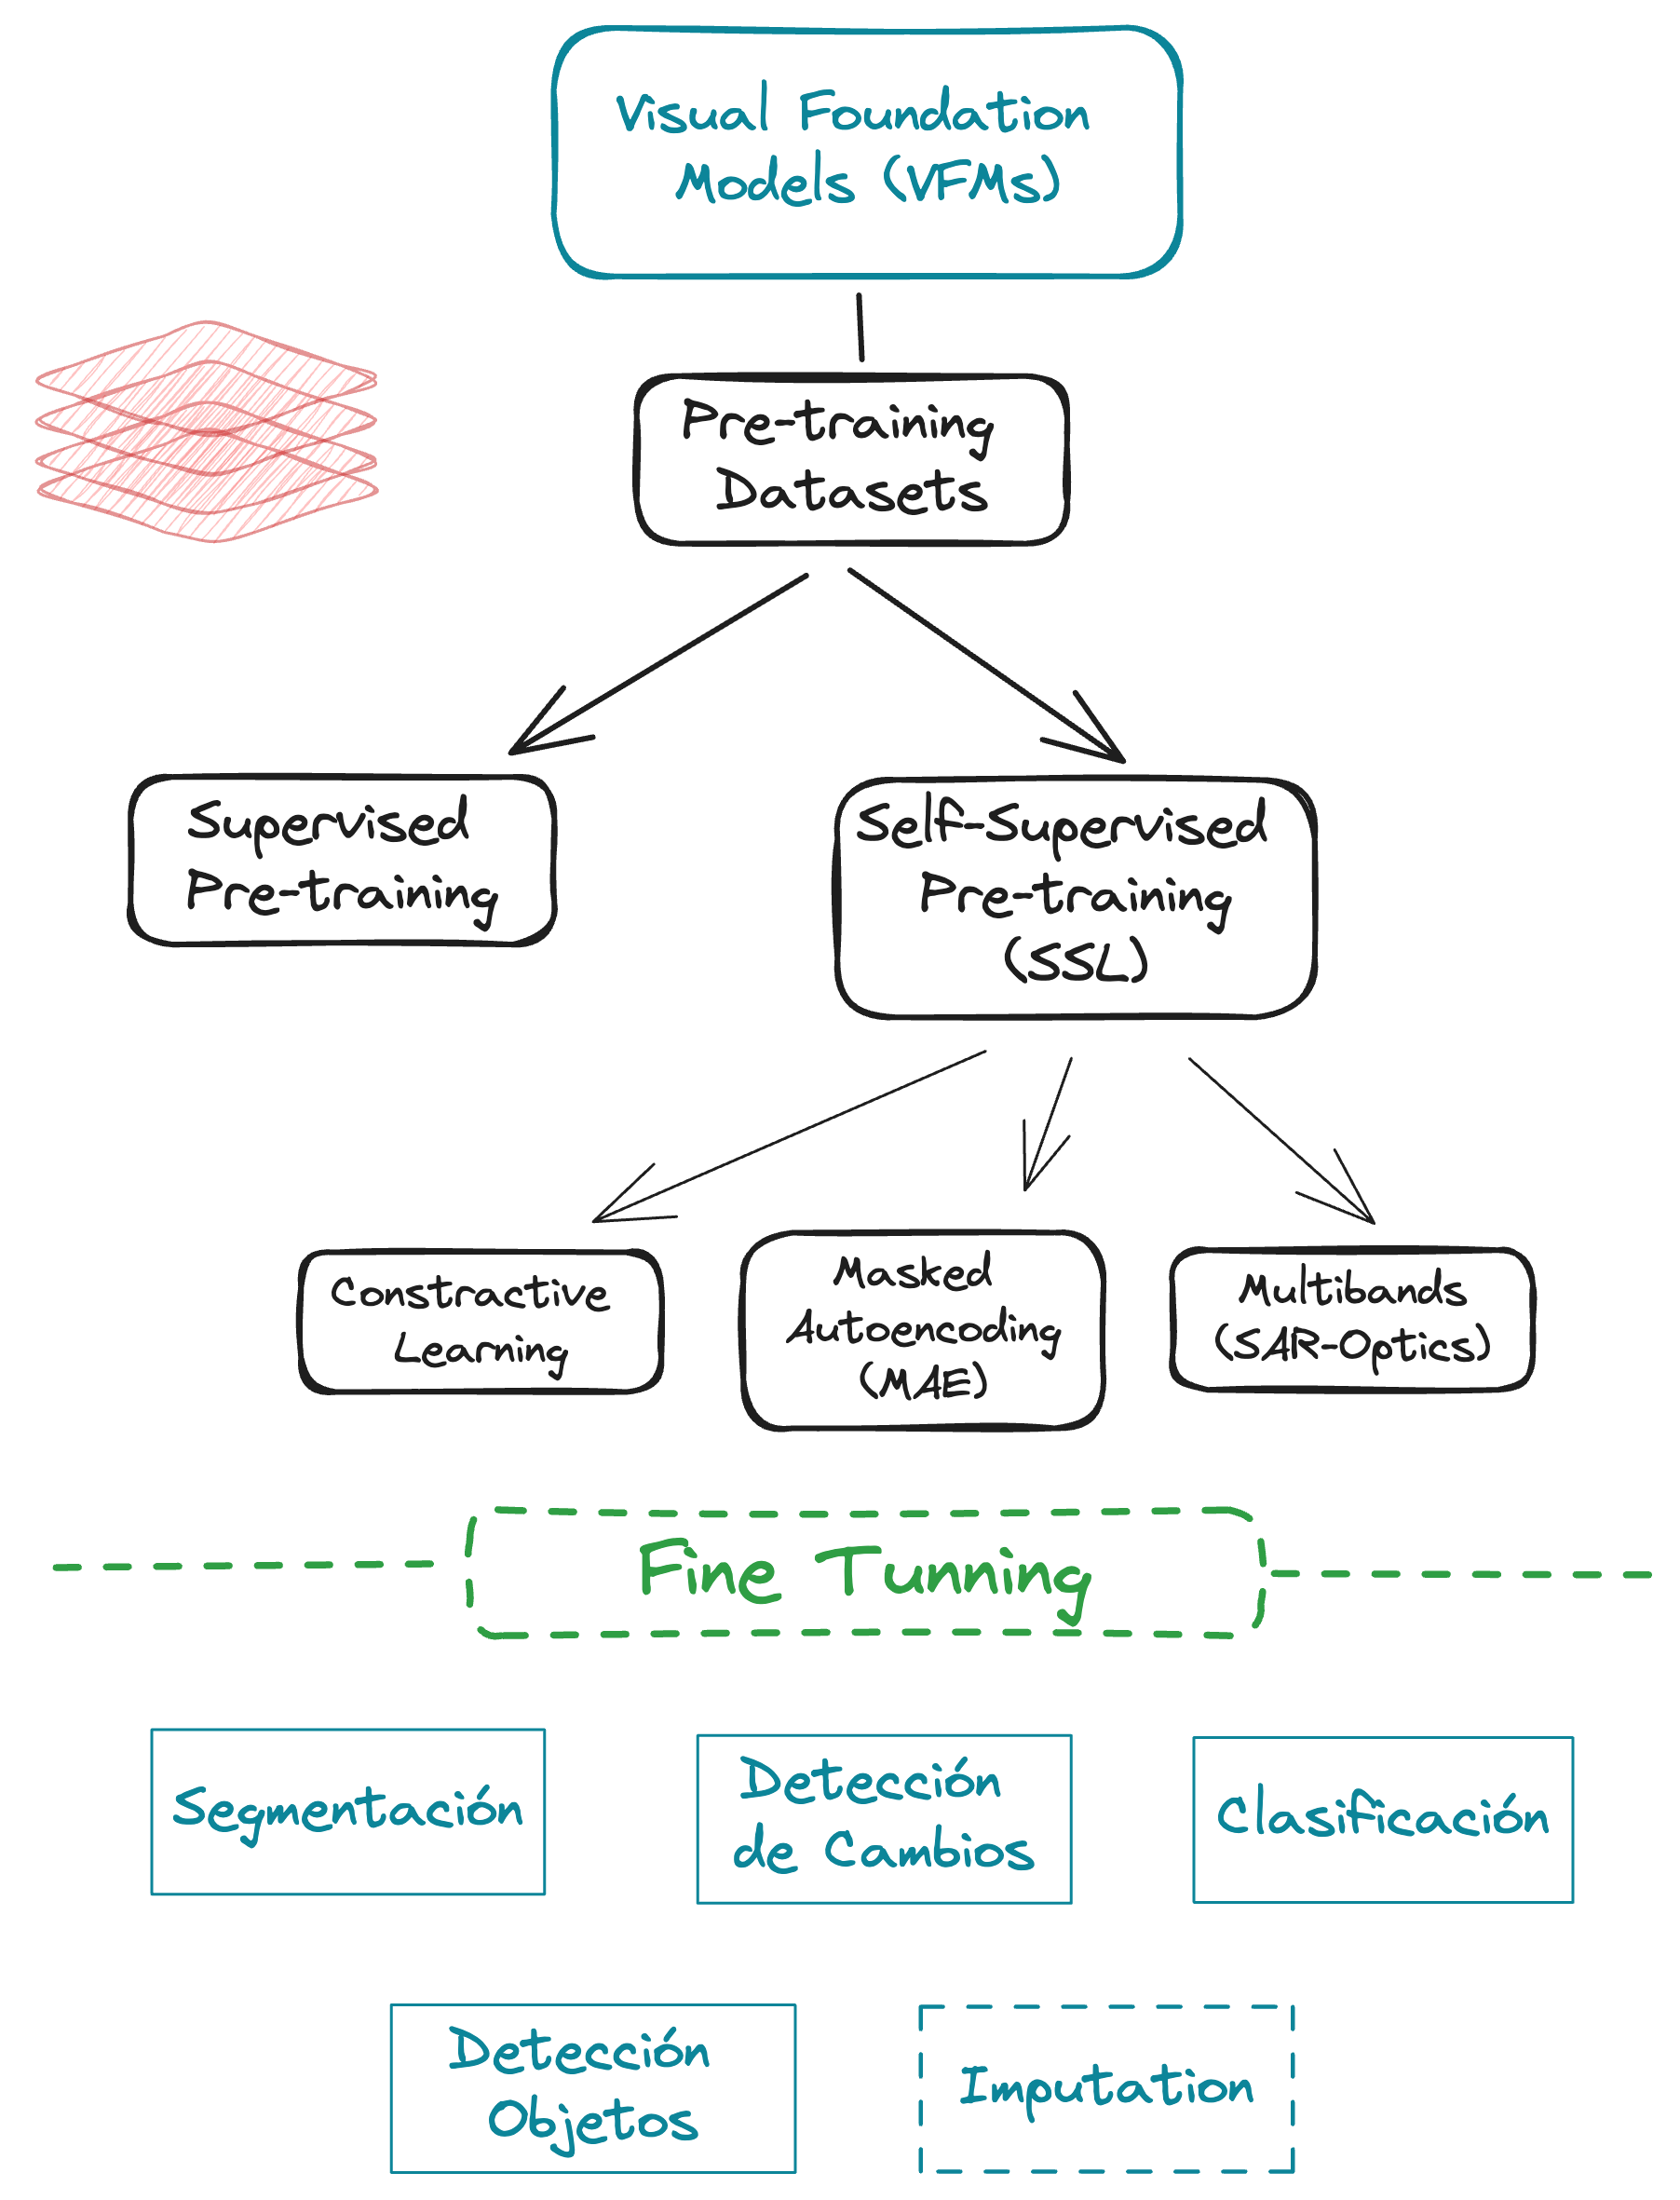 Visual Foundation
Models (VFMs)
Pre-training
Datasets
Supervised
Pre-training
Self-Supervised
Pre-training
(SSL)
Constractive
Learning
Masked
Autoencoding
(MAE)
Multibands
(SAR-Optics)
Fine Tunning
Segmentación
Detección
de Cambios
Clasificación
Detección
Objetos
Imputation